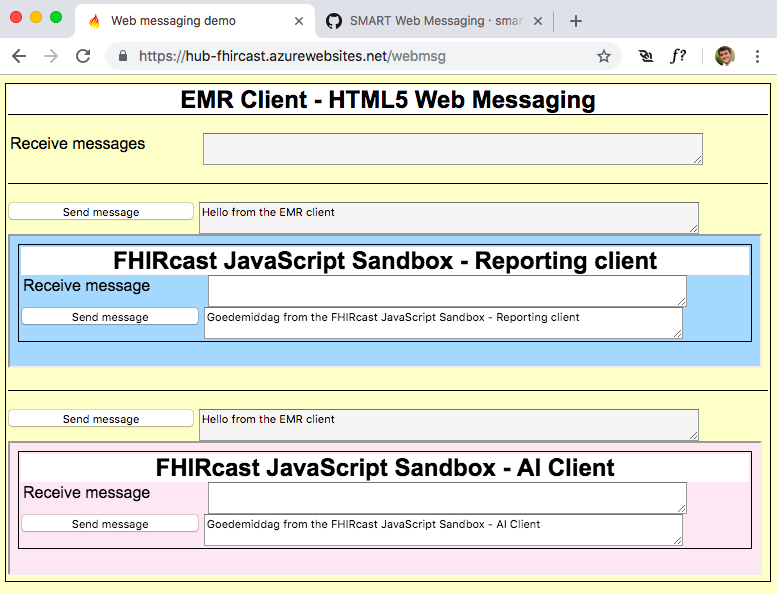 Web messaging demo
SMART Web Messaging · smar
https://hub-fhircast.azurewebsites.net/webmsg
f?
EMR Client - HTML5 Web Messaging
Receive messages
Send message
Hello from the EMR client
FHIRcast JavaScript Sandbox - Reporting client
Receive message
Send message
Goedemiddag from the FHIRcast JavaScript Sandbox - Reporting client
Send message
Hello from the EMR client
FHIRcast JavaScript Sandbox - AI Client
Receive message
Send message
Goedemiddag from the FHIRcast JavaScript Sandbox - AI Client